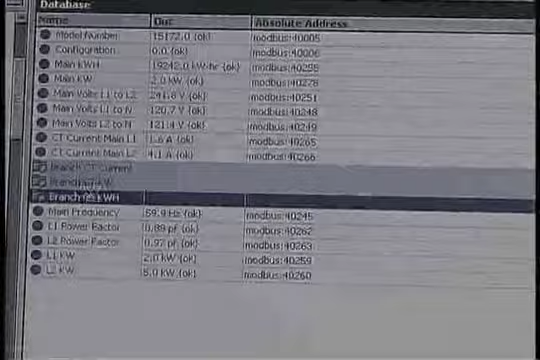 Database
Name Out Absolute Address
Model Number 15172.0 {ok} modbus:40005
Configuration 0.0 {ok} modbus:40006
Main kWH 19242.0 kW-hr {ok} modbus:40255
Main kW 2.0 kW {ok} modbus:40278
Main Volts L1 to L2 241.8 V {ok} modbus:40251
Main Volts L1 to N 120.7 V {ok} modbus:40248
Main Volts L2 to N 121.4 V {ok} modbus:40249
CT Current Main L1 1.6 A {ok} modbus:40265
CT Current Main L2 4.1 A {ok} modbus:40266
Branch CT Current
Branch kW
Branch kWH
Main Frequency 59.9 Hz {ok} modbus:40245
L1 Power Factor 0.89 pf {ok} modbus:40262
L2 Power Factor 0.97 pf {ok} modbus:40263
L1 kW 2.0 kW {ok} modbus:40259
L2 kW 5.0 kW {ok} modbus:40260